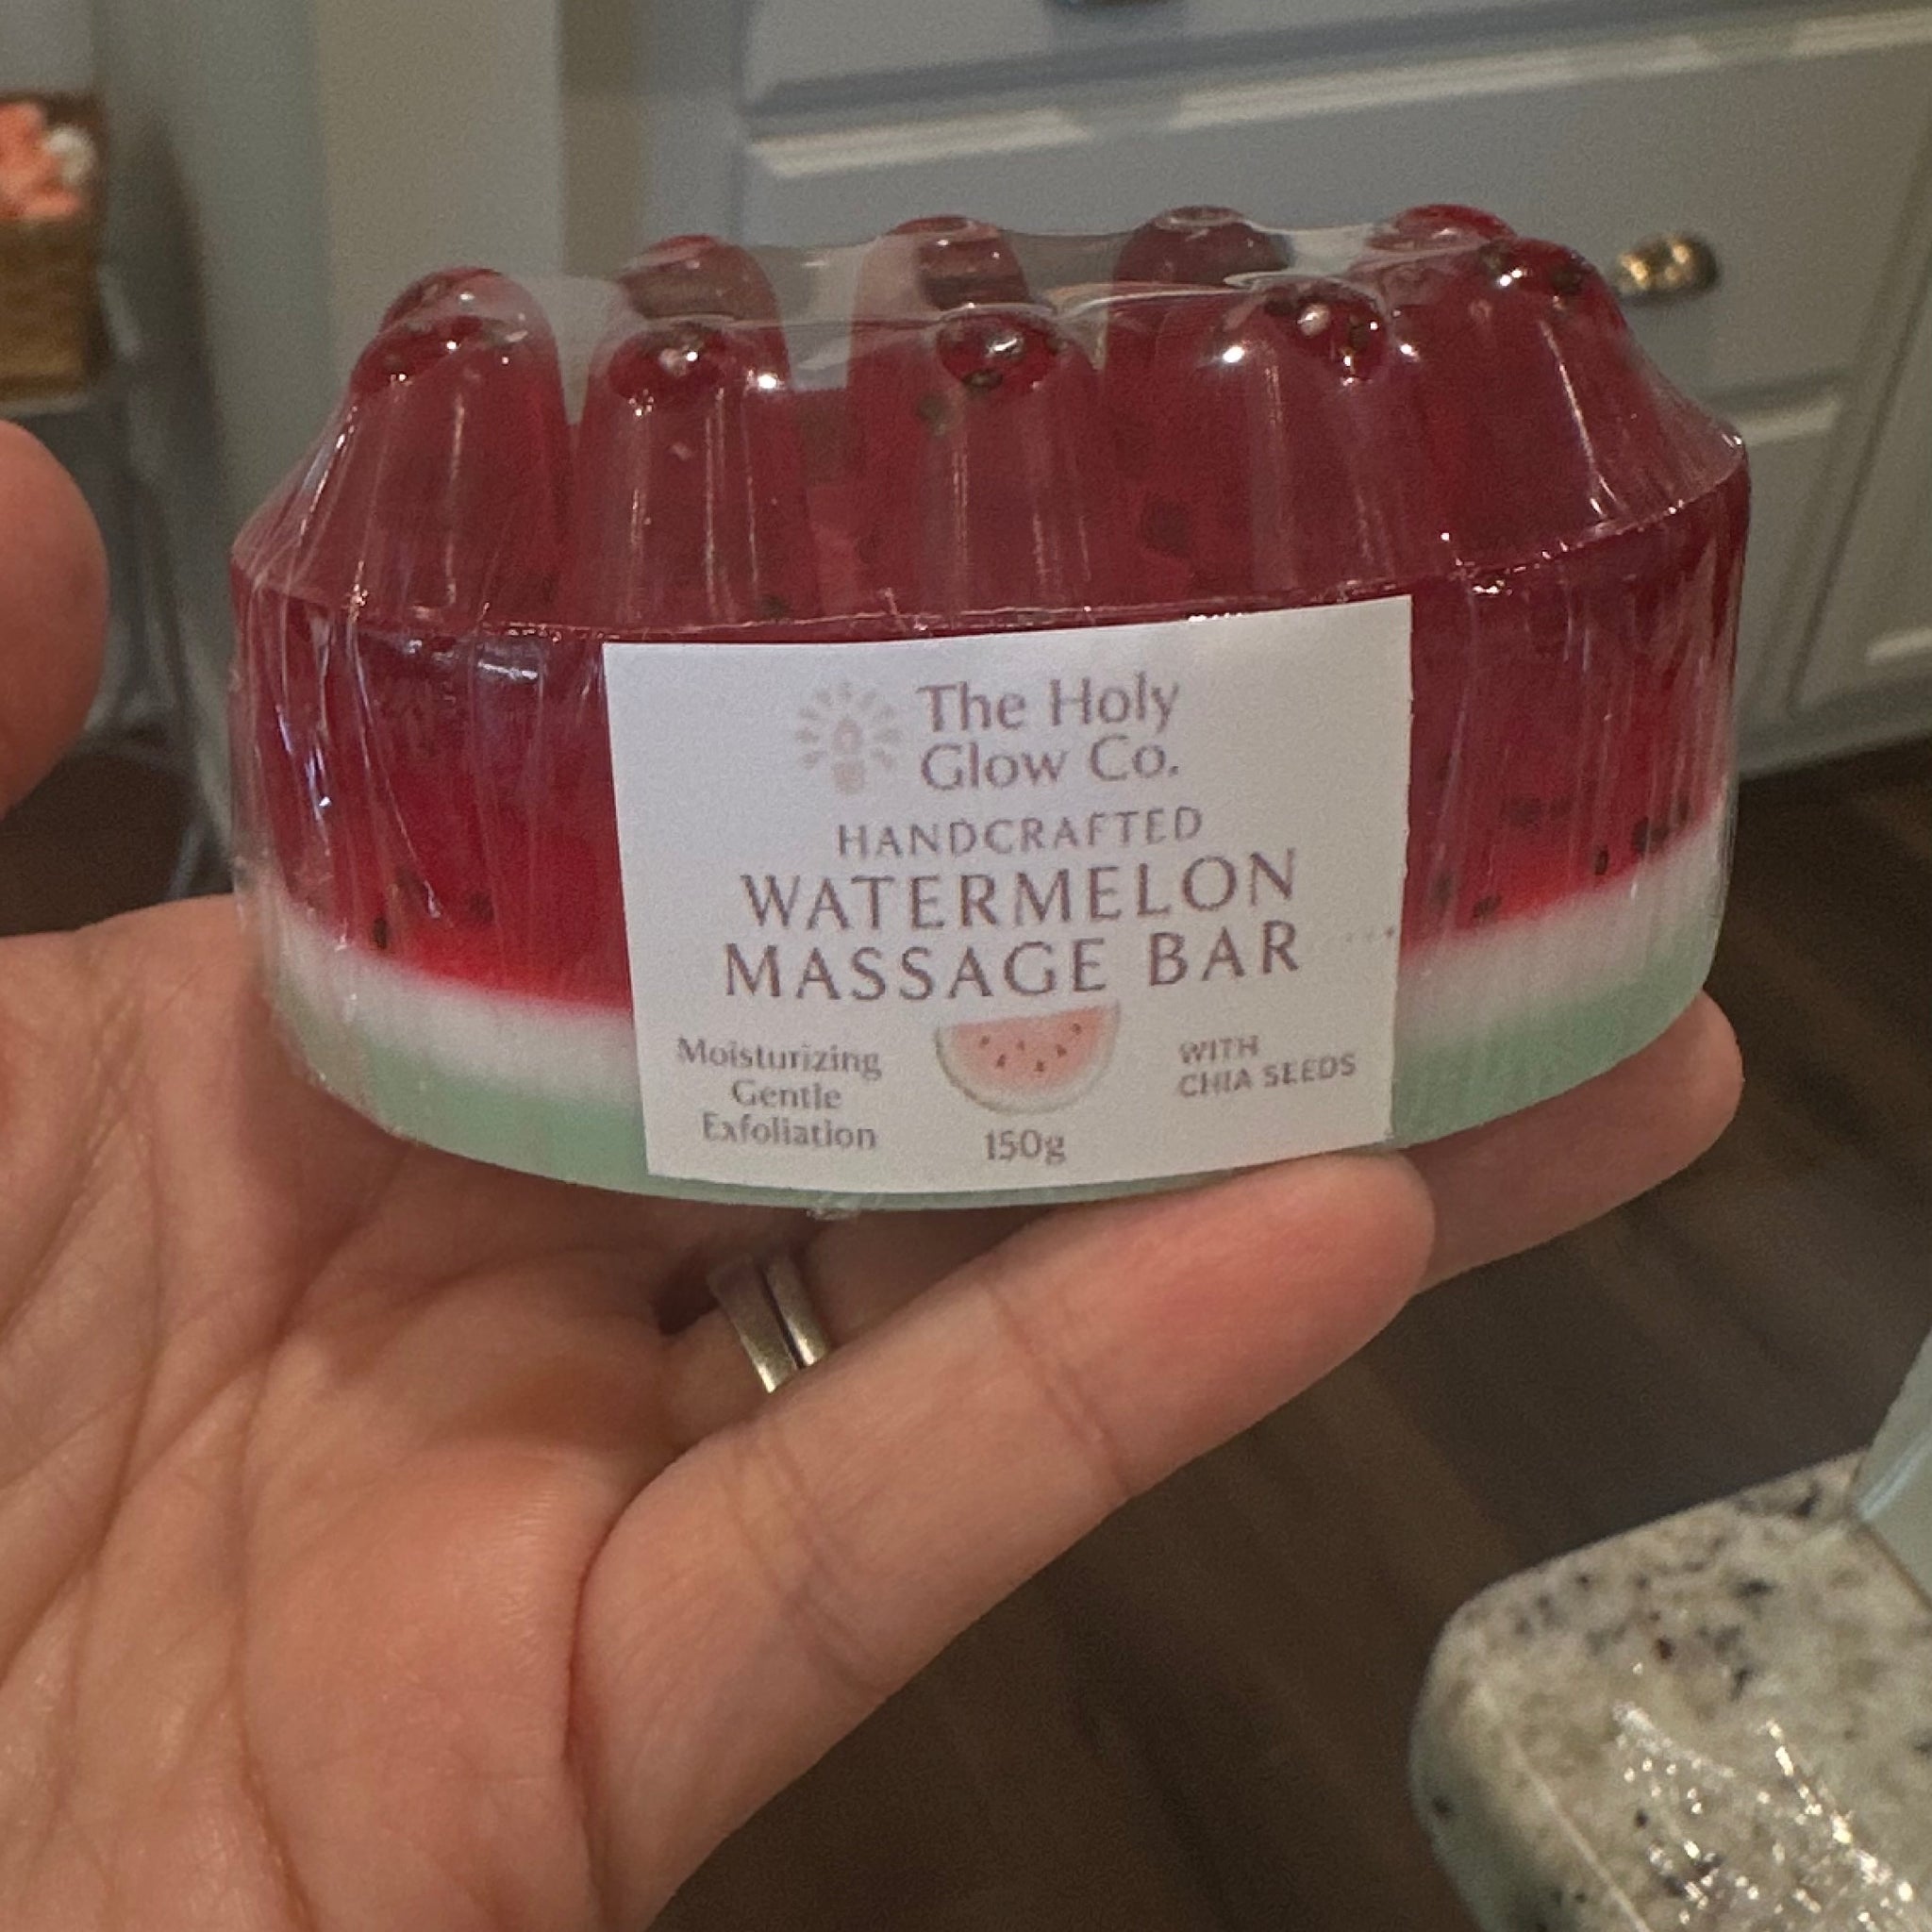 The Holy
Glow Co.
HANDCRAFTED
WATERMELON
MASSAGE BAR
Moisturizing
Gentle
Exfoliation
150g
WITH
CHIA SEEDS